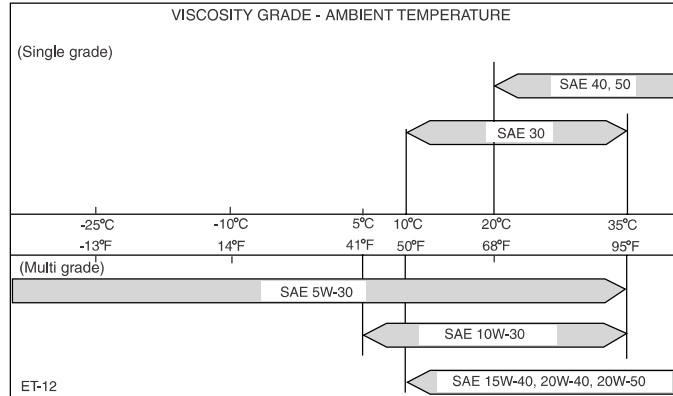 VISCOSITY GRADE - AMBIENT TEMPERATURE
(Single grade)
SAE 40, 50
SAE 30
-25°C -10°C 5°C 10°C 20°C 35°C
-13°F 14°F 41°F 50°F 68°F 95°F
(Multi grade)
SAE 5W-30
SAE 10W-30
SAE 15W-40, 20W-40, 20W-50
ET-12